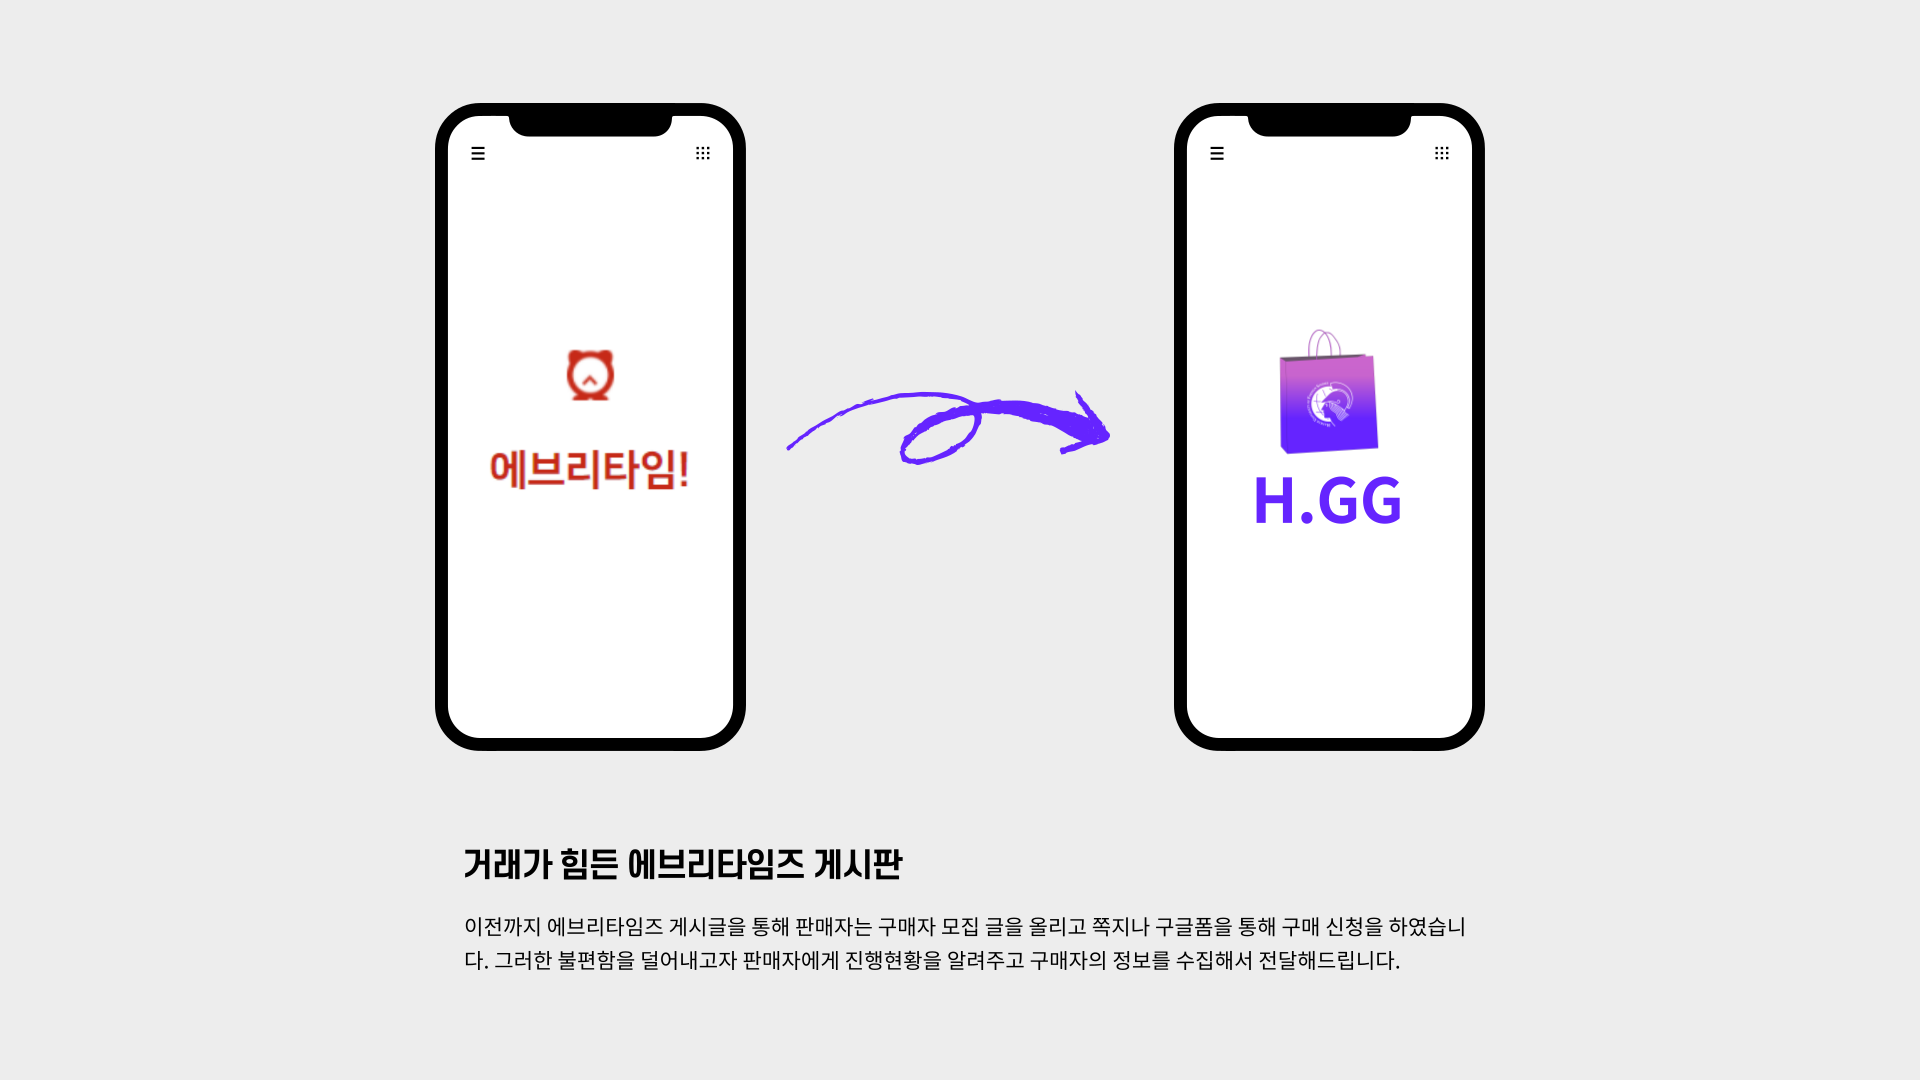 에브리타임!
H.GG
거래가 힘든 에브리타임즈 게시판
이전까지 에브리타임즈 게시글을 통해 판매자는 구매자 모집 글을 올리고 쪽지나 구글폼을 통해 구매 신청을 하였습니
다. 그러한 불편함을 덜어내고자 판매자에게 진행현황을 알려주고 구매자의 정보를 수집해서 전달해드립니다.